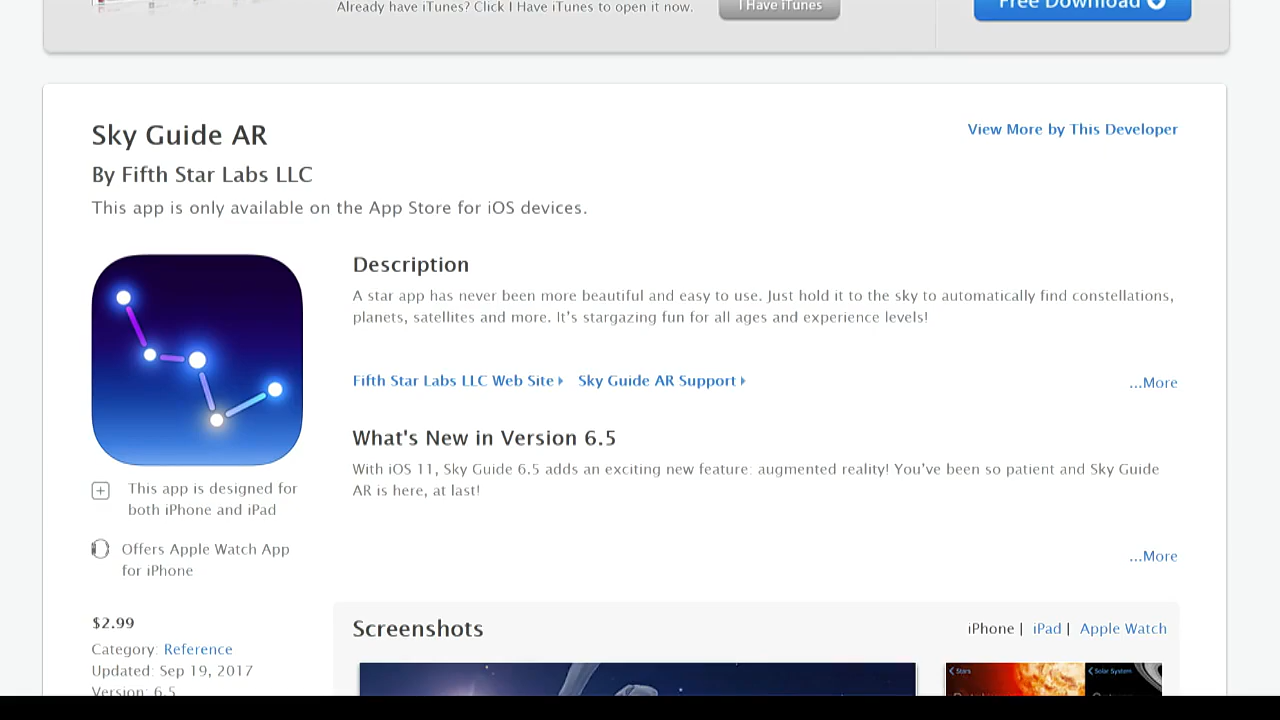 Already have iTunes? Click I Have iTunes to open it now.
I Have iTunes
Free Download
Sky Guide AR
View More by This Developer
By Fifth Star Labs LLC
This app is only available on the App Store for iOS devices.
Description
A star app has never been more beautiful and easy to use. Just hold it to the sky to automatically find constellations,
planets, satellites and more. It's stargazing fun for all ages and experience levels!
Fifth Star Labs LLC Web Site
Sky Guide AR Support
...More
What's New in Version 6.5
With iOS 11, Sky Guide 6.5 adds an exciting new feature: augmented reality! You've been so patient and Sky Guide
AR is here, at last!
...More
This app is designed for
both iPhone and iPad
Offers Apple Watch App
for iPhone
$2.99
Category: Reference
Updated: Sep 19, 2017
Version: 6.5
Screenshots
iPhone | iPad | Apple Watch
Stars
Solar System